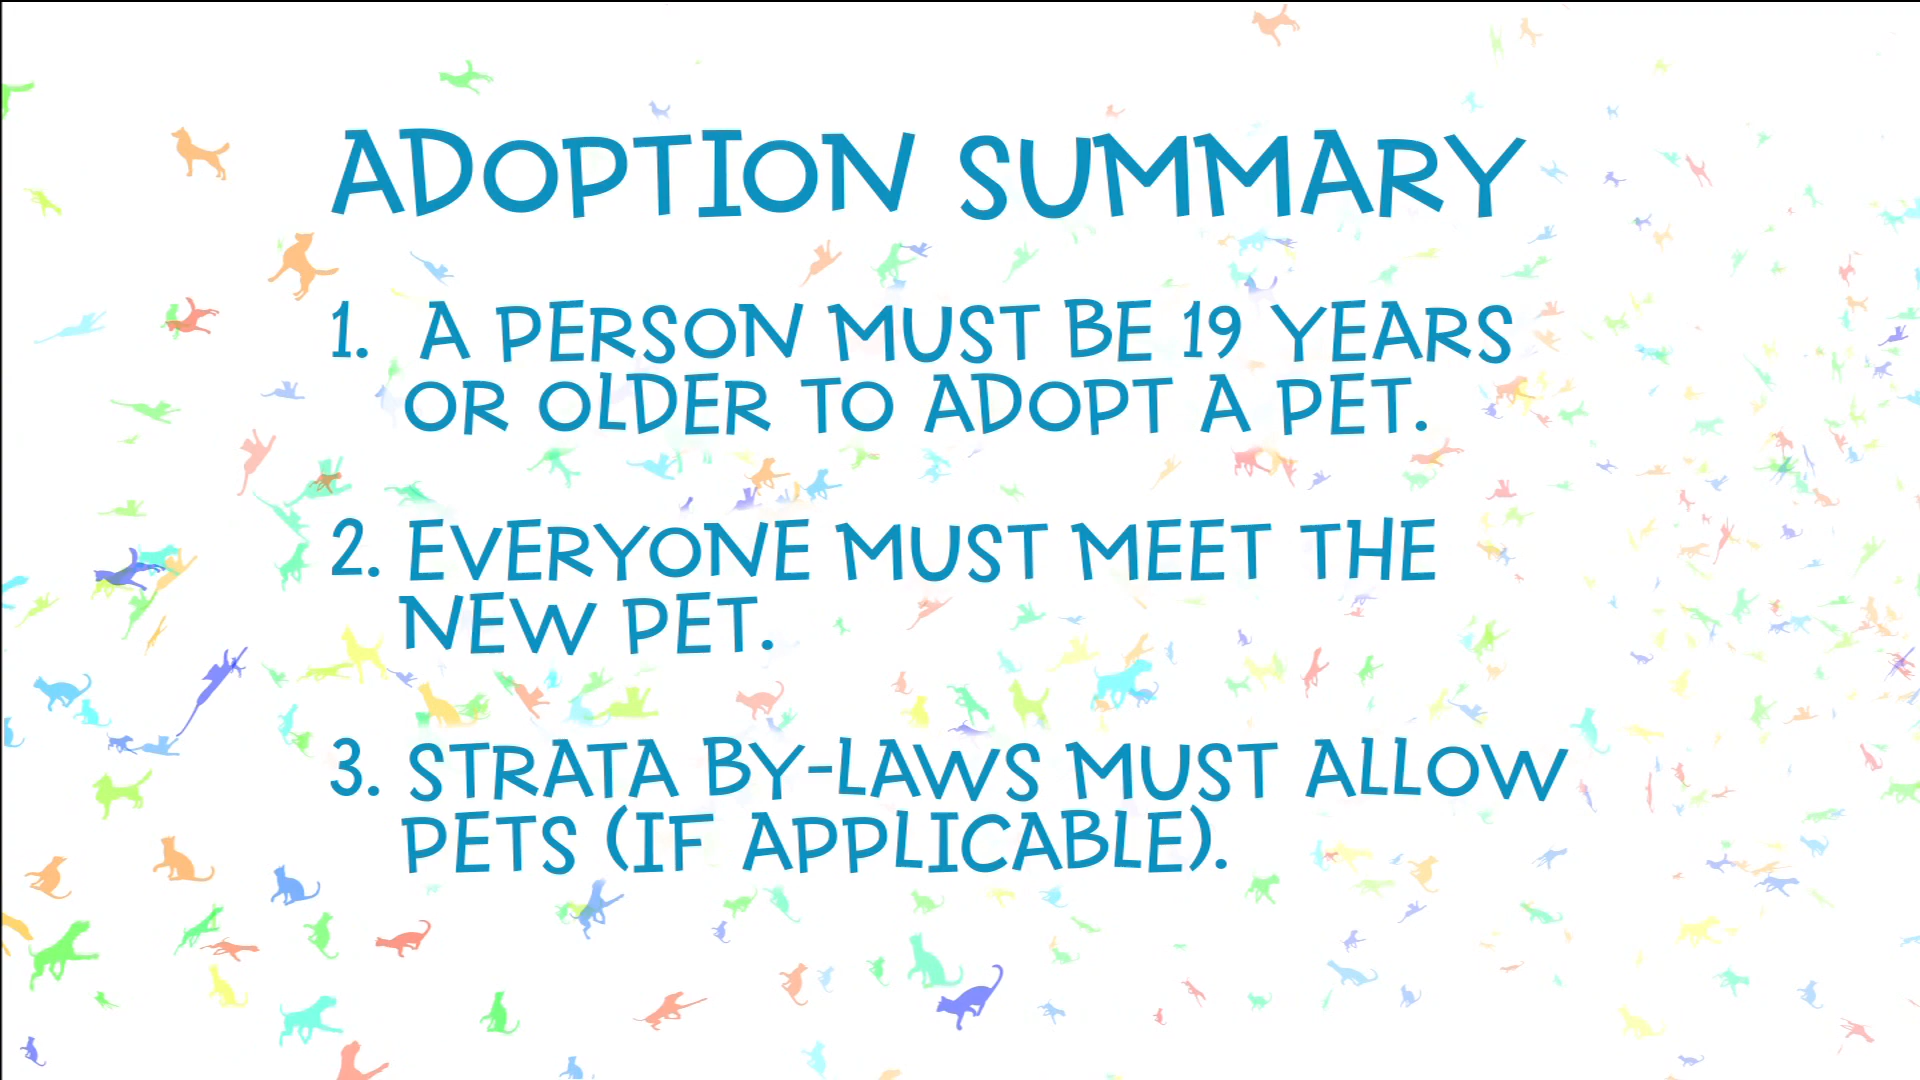 ADOPTION SUMMARY
1. A PERSON MUST BE 19 YEARS
OR OLDER TO ADOPT A PET.
2. EVERYONE MUST MEET THE
NEW PET.
3. STRATA BY-LAWS MUST ALLOW
PETS (IF APPLICABLE).